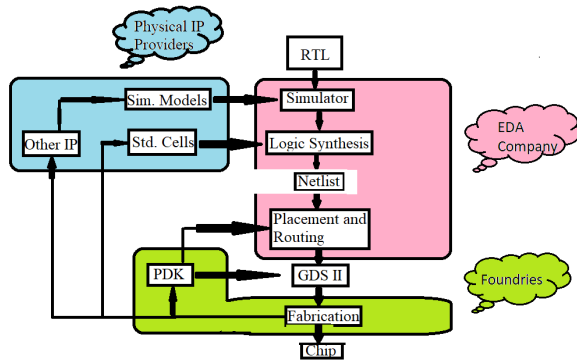 Physical IP
Providers
RTL
Sim. Models
Simulator
Other IP
Std. Cells
Logic Synthesis
EDA
Company
Netlist
Placement and
Routing
PDK
GDS II
Foundries
Fabrication
Chip